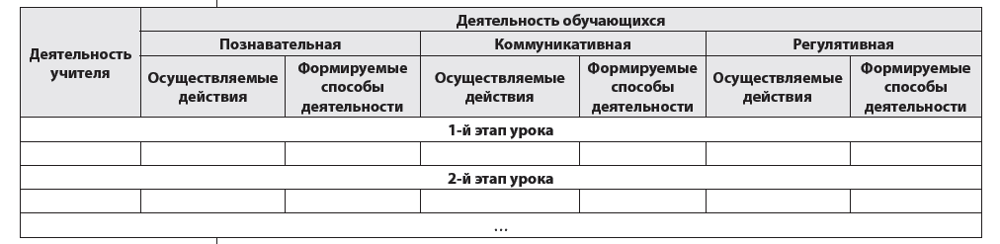 Деятельность обучающихся
Деятельность
учителя
Познавательная
Коммуникативная
Регулятивная
Осуществляемые
действия
Формируемые
способы
деятельности
Осуществляемые
действия
Формируемые
способы
деятельности
Осуществляемые
действия
Формируемые
способы
деятельности
1-й этап урока
2-й этап урока
…